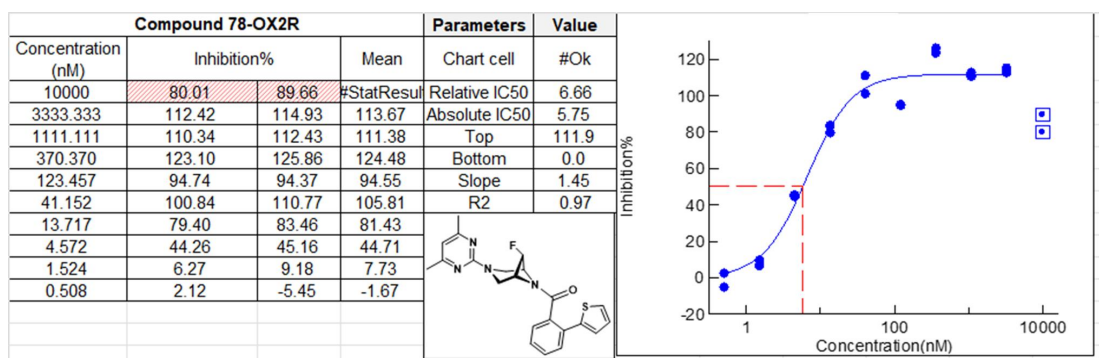 Compound 78-OX2R Parameters Value
Concentration (nM) Inhibition% Mean Chart cell #Ok
10000 80.01 89.66 #StatResul Relative IC50 6.66
3333.333 112.42 114.93 113.67 Absolute IC50 5.75
1111.111 110.34 112.43 111.38 Top 111.9
370.370 123.10 125.86 124.48 Bottom 0.0
123.457 94.74 94.37 94.55 Slope 1.45
41.152 100.84 110.77 105.81 R2 0.97
13.717 79.40 83.46 81.43
4.572 44.26 45.16 44.71
1.524 6.27 9.18 7.73
0.508 2.12 -5.45 -1.67
N
N
N
F
N
O
S
Inhibition%
120
100
80
60
40
20
0
-20
1 100 10000
Concentration(nM)